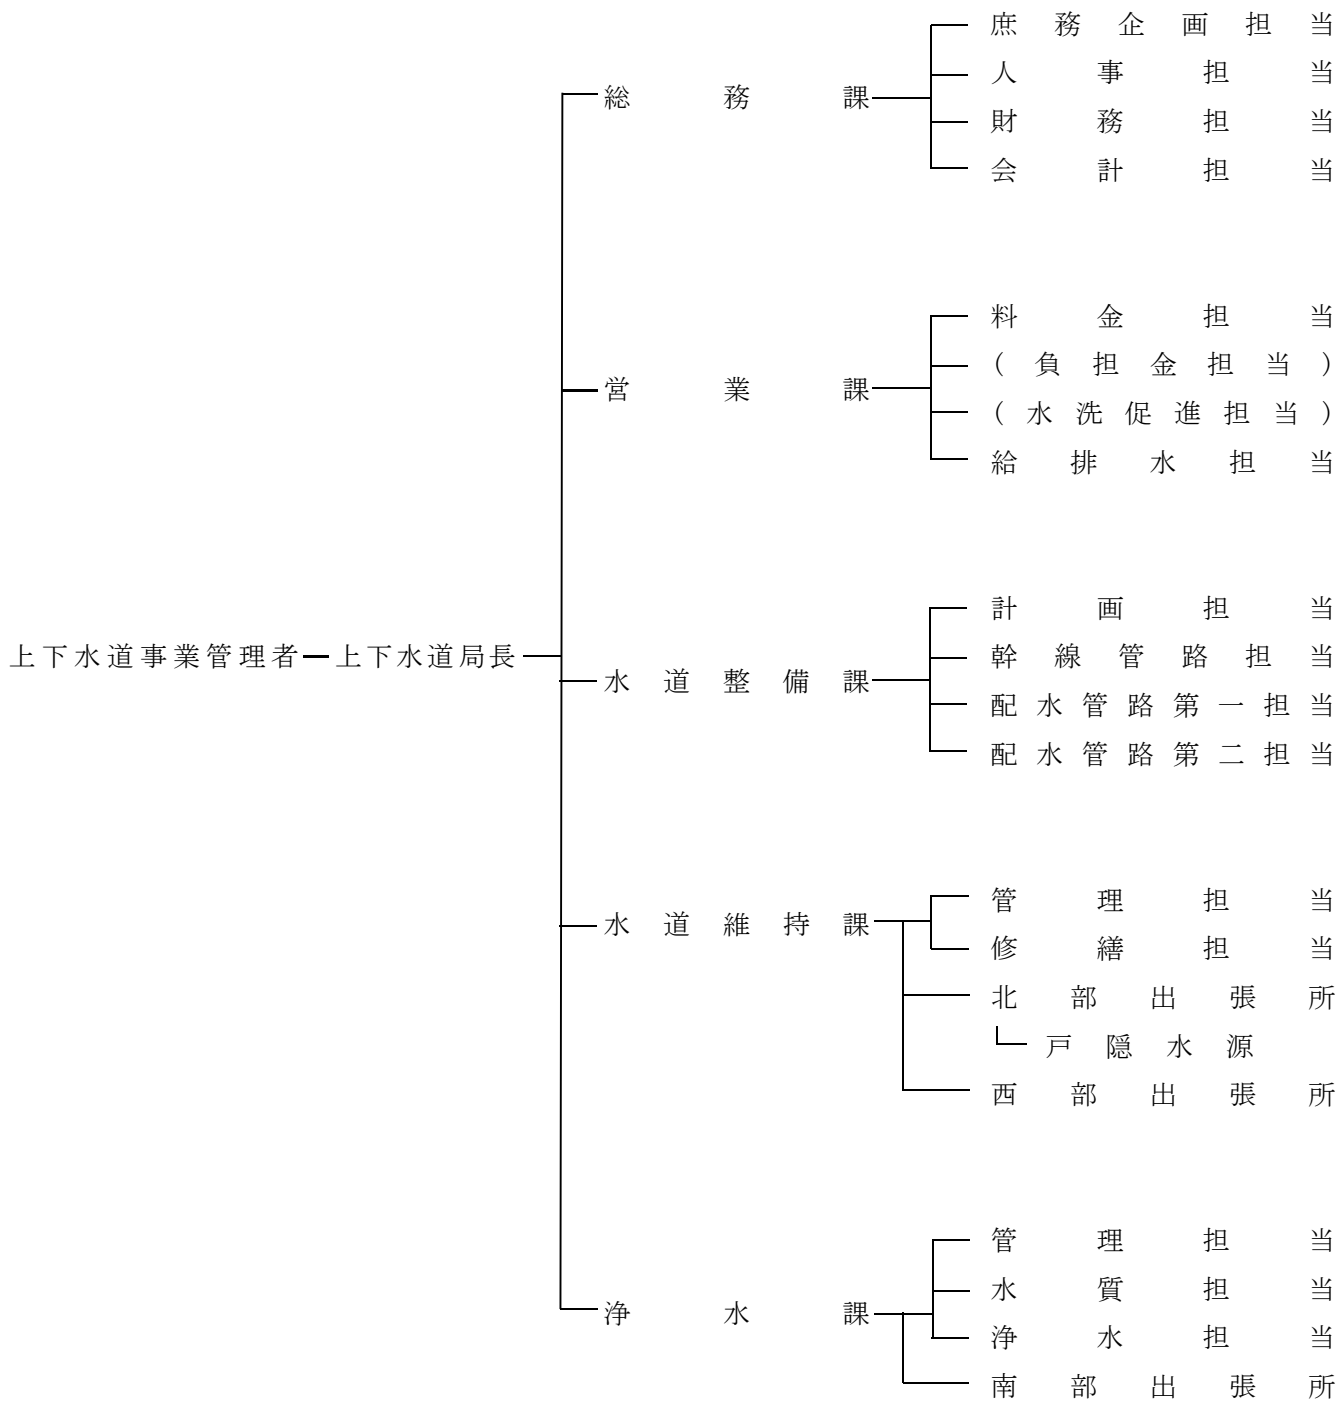 上下水道事業管理者
上下水道局長
総務課
庶務企画担当
人事担当
財務担当
会計担当
営業課
料金担当
(負担金担当)
(水洗促進担当)
給排水担当
水道整備課
計画担当
幹線管路担当
配水管路第一担当
配水管路第二担当
水道維持課
管理担当
修繕担当
北部出張所
戸隠水源
西部出張所
浄水課
管理担当
水質担当
浄水担当
南部出張所